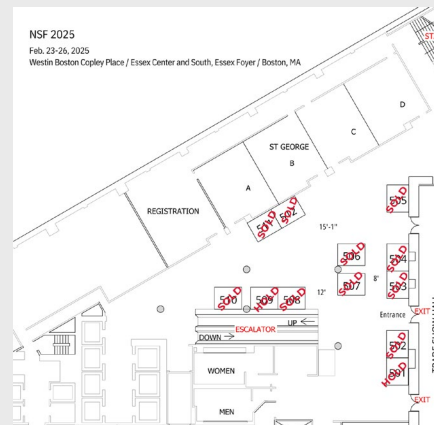 NSF 2025
Feb. 23-26, 2025
Westin Boston Copley Place / Essex Center and South, Essex Foyer / Boston, MA
ST
D
C
ST GEORGE
B
A
REGISTRATION
SOLD
SOLD
505
SOLD
15'-1"
506
SOLD
504
SOLD
507
SOLD
8'
503
SOLD
510
SOLD
509
HOLD
508
SOLD
12'
Entrance
EXIT
UP
ESCALATOR
DOWN
502
SOLD
501
HOLD
WOMEN
MEN
EXIT